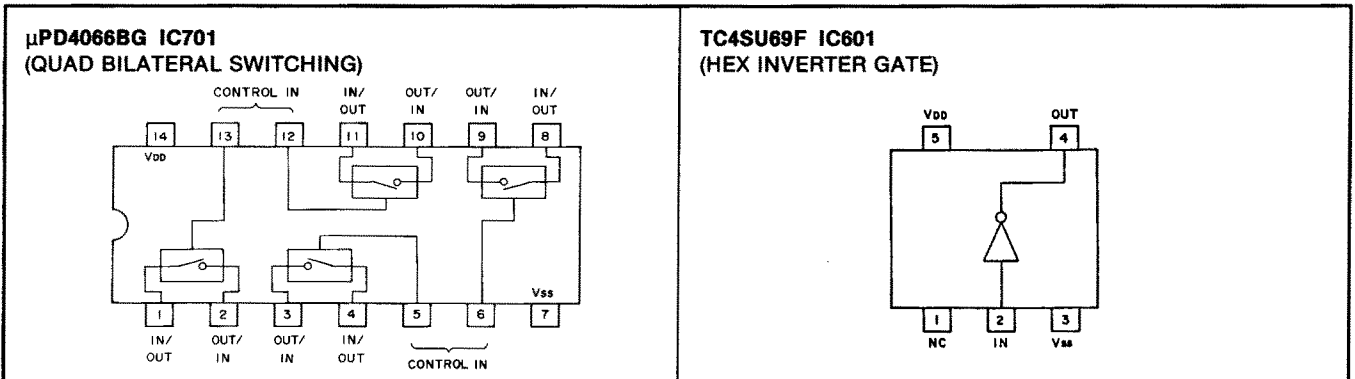 µPD4066BG IC701
(QUAD BILATERAL SWITCHING)
CONTROL IN
IN/
OUT
OUT/
IN
OUT/
IN
IN/
OUT
14
13
12
11
10
9
8
VDD
VSS
1
2
3
4
5
6
7
IN/
OUT
OUT/
IN
OUT/
IN
IN/
OUT
CONTROL IN
TC4SU69F IC601
(HEX INVERTER GATE)
VDD
OUT
5
4
1
2
3
NC
IN
VSS